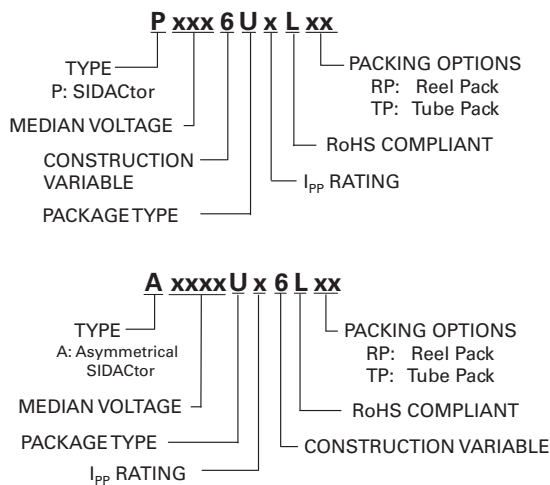 P xxx 6 U x L xx
TYPE
P: SIDACtor
MEDIAN VOLTAGE
CONSTRUCTION
VARIABLE
PACKAGE TYPE
PACKING OPTIONS
RP: Reel Pack
TP: Tube Pack
RoHS COMPLIANT
IPP RATING
A xxxx U x 6 L xx
TYPE
A: Asymmetrical
SIDACtor
MEDIAN VOLTAGE
PACKAGE TYPE
IPP RATING
PACKING OPTIONS
RP: Reel Pack
TP: Tube Pack
RoHS COMPLIANT
CONSTRUCTION VARIABLE